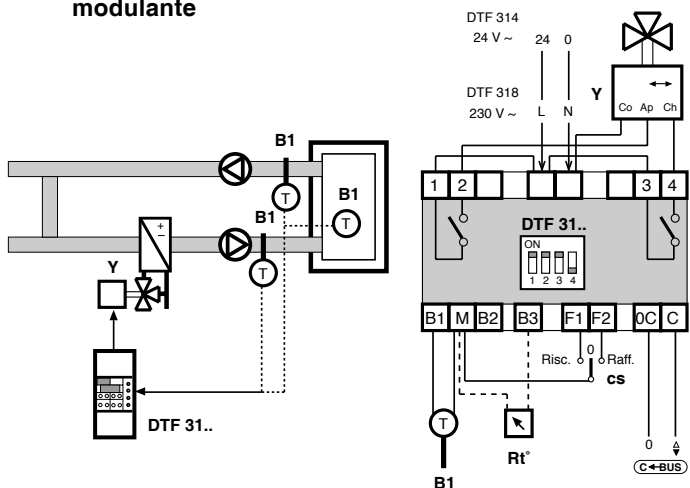 modulante
B1
B1
B1
T
T
T
+
−
Y
DTF 31..
DTF 314
24 V ~
24 0
DTF 318
230 V ~
L N
Y
Co Ap Ch
1 2 3 4
DTF 31..
ON
1 2 3 4
B1 M B2 B3 F1 F2 0C C
Risc. 0 Raff.
cs
T
Rt°
B1
0
C BUS